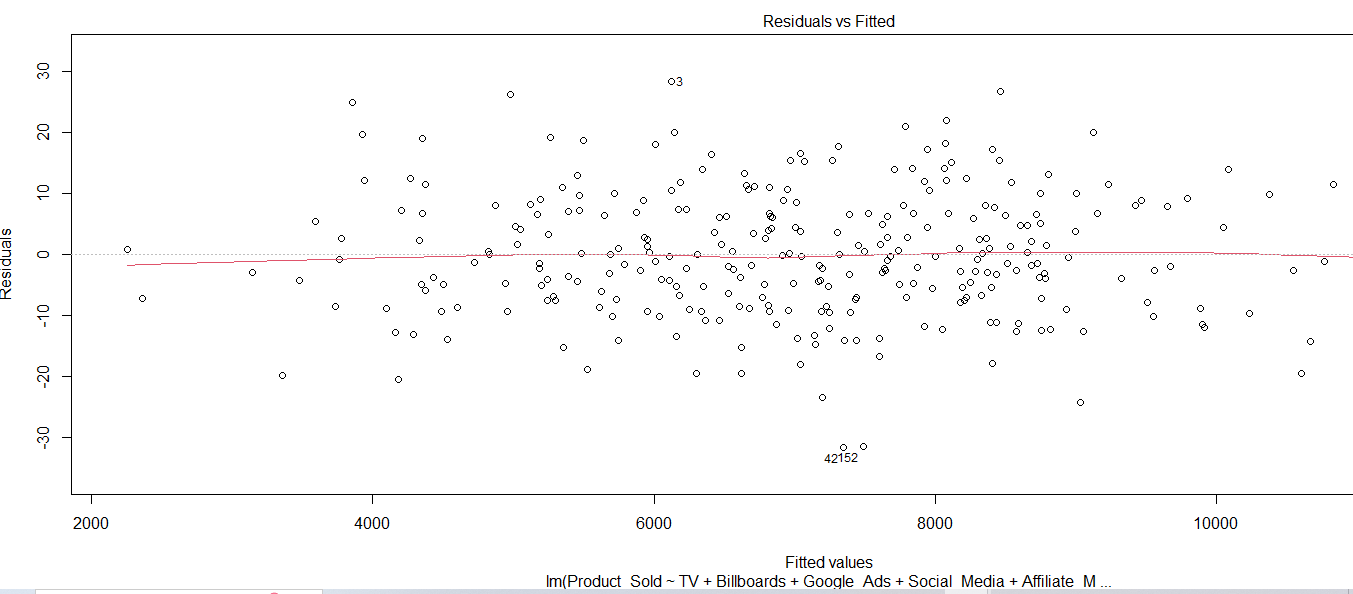 Residuals vs Fitted
30
20
10
0
-10
-20
-30
Residuals
3
42152
2000 4000 6000 8000 10000
Fitted values
lm(Product_Sold ~ TV + Billboards + Google_Ads + Social_Media + Affiliate_M ...